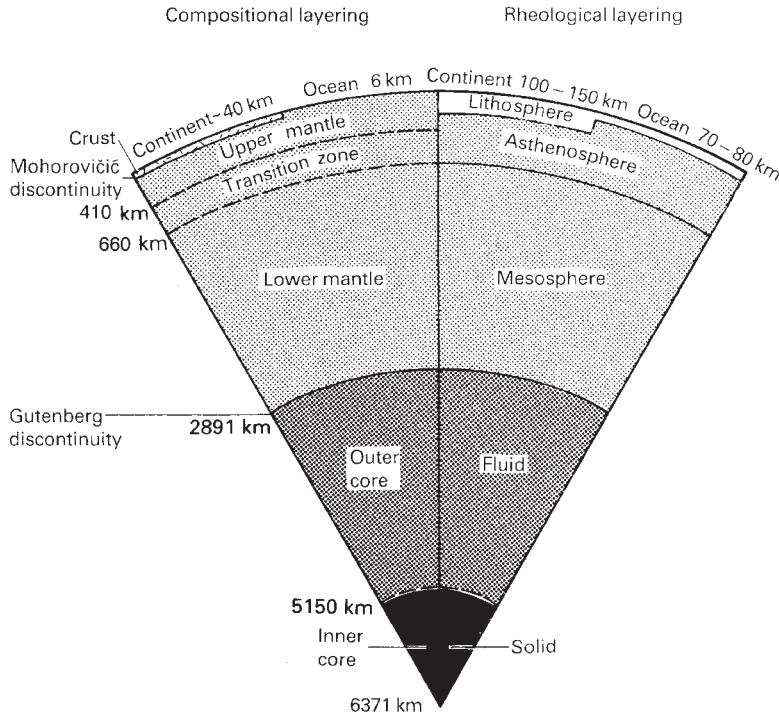 Compositional layering
Rheological layering
Continent~40 km
Ocean 6 km
Continent 100 – 150 km
Ocean 70 – 80 km
Crust
Mohorovičić
discontinuity
Upper mantle
Transition zone
Lithosphere
Asthenosphere
410 km
660 km
Lower mantle
Mesosphere
Gutenberg
discontinuity
2891 km
Outer
core
Fluid
5150 km
Inner
core
Solid
6371 km